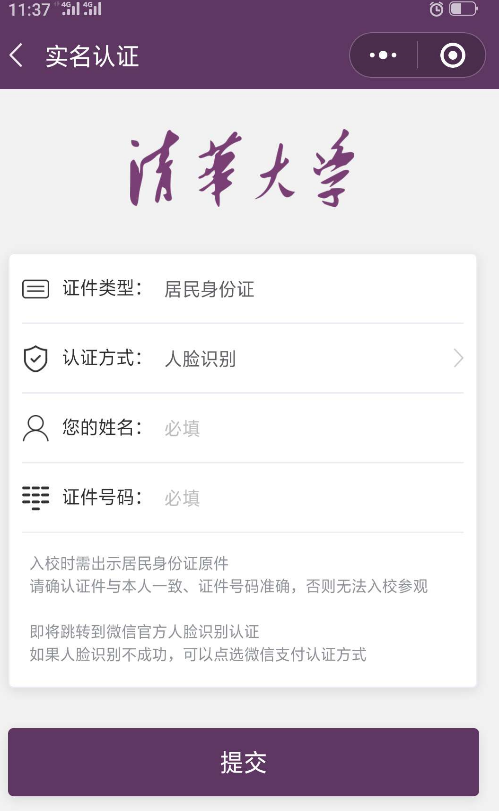 11:37 4G 4G
实名认证
清華大学
证件类型： 居民身份证
认证方式： 人脸识别
您的姓名： 必填
证件号码： 必填
入校时需出示居民身份证原件
请确认证件与本人一致、证件号码准确，否则无法入校参观
即将跳转到微信官方人脸识别认证
如果人脸识别不成功，可以点选微信支付认证方式
提交